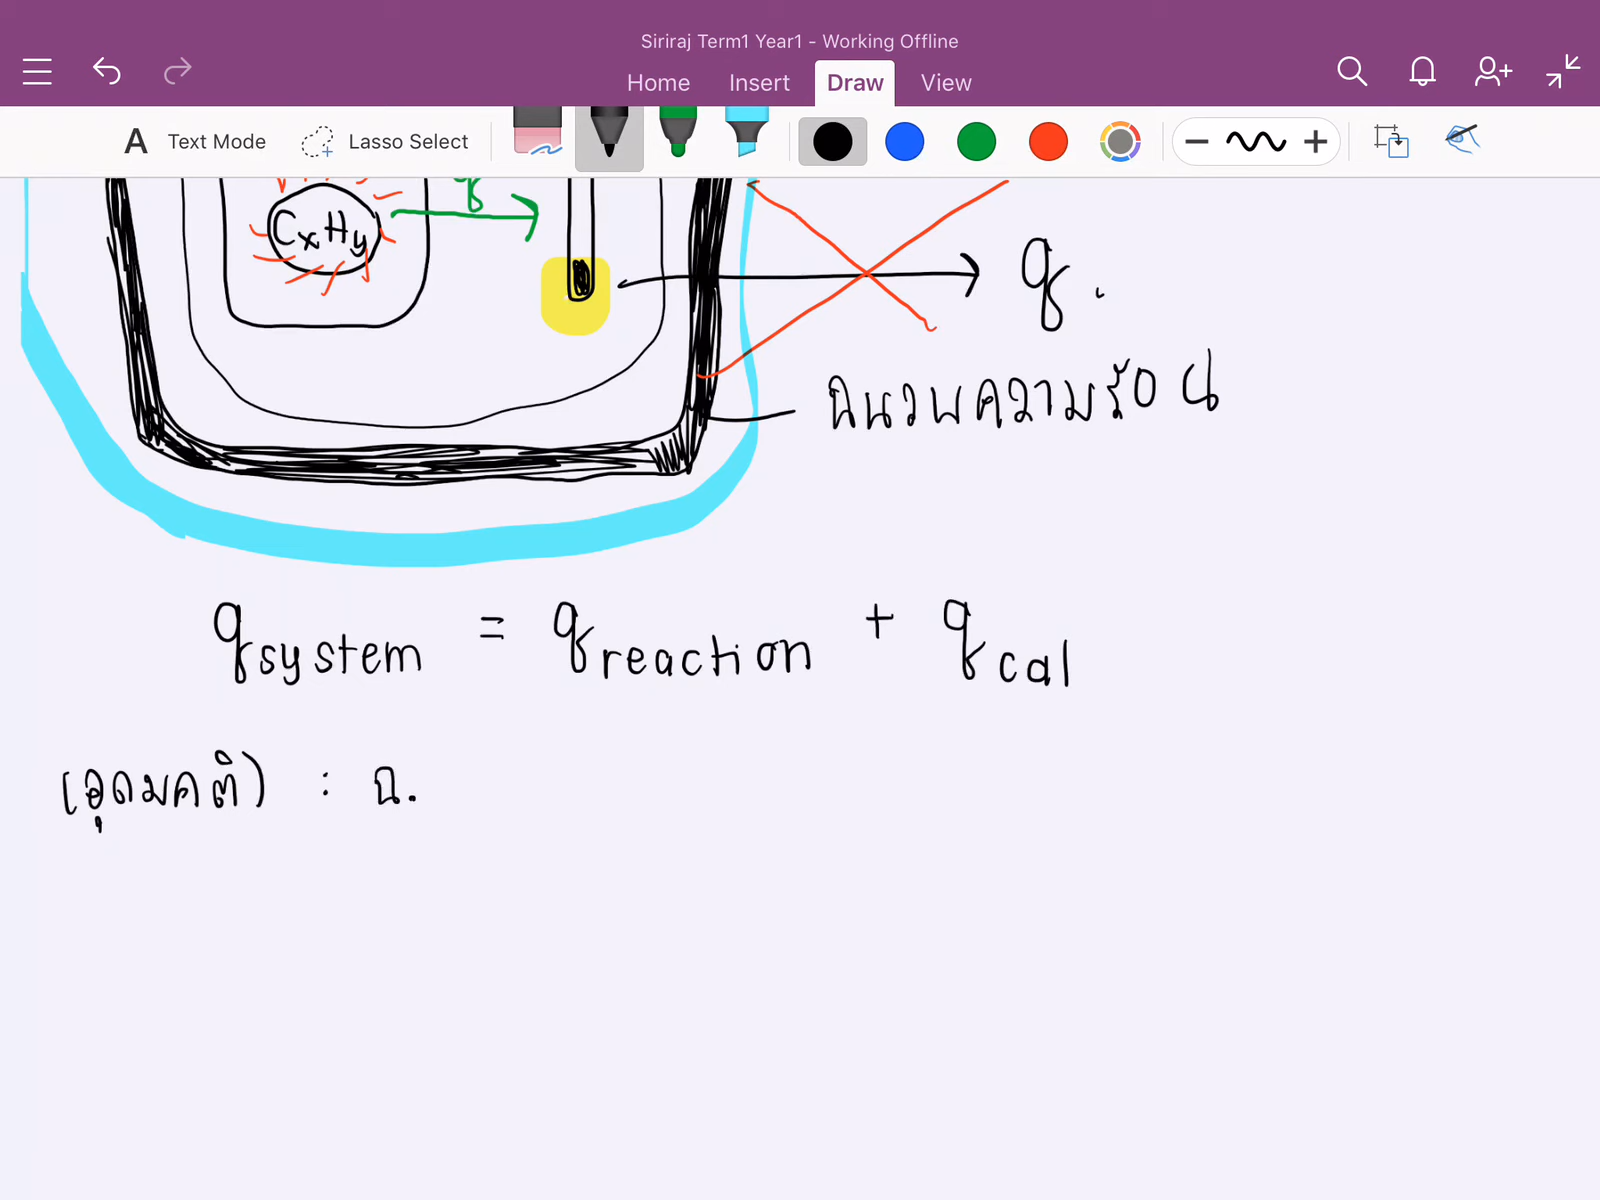 Siriraj Term1 Year1 - Working Offline
Home Insert Draw View
A Text Mode Lasso Select
CxHy q
q .
ฉนวนความร้อน
qsystem = qreaction + qcal
(อุดมคติ) : ฉ.